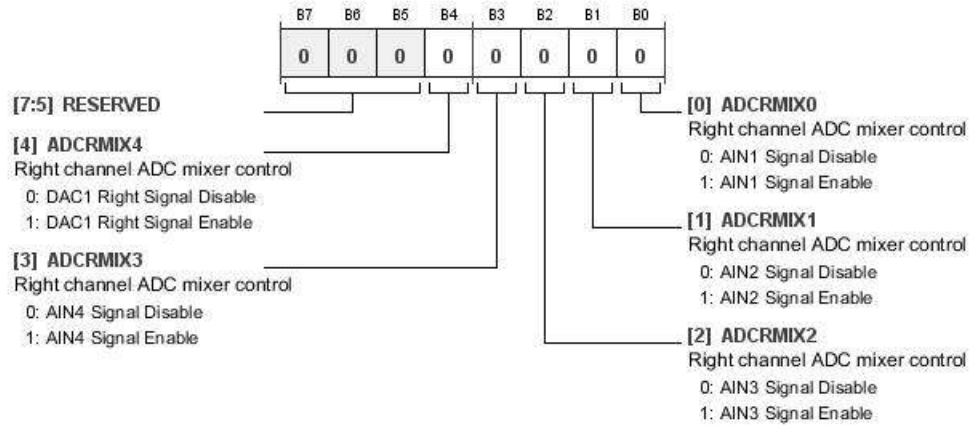 B7 B6 B5 B4 B3 B2 B1 B0
0 0 0 0 0 0 0 0
[7:5] RESERVED
[4] ADCRMIX4
Right channel ADC mixer control
0: DAC1 Right Signal Disable
1: DAC1 Right Signal Enable
[3] ADCRMIX3
Right channel ADC mixer control
0: AIN4 Signal Disable
1: AIN4 Signal Enable
[0] ADCRMIX0
Right channel ADC mixer control
0: AIN1 Signal Disable
1: AIN1 Signal Enable
[1] ADCRMIX1
Right channel ADC mixer control
0: AIN2 Signal Disable
1: AIN2 Signal Enable
[2] ADCRMIX2
Right channel ADC mixer control
0: AIN3 Signal Disable
1: AIN3 Signal Enable